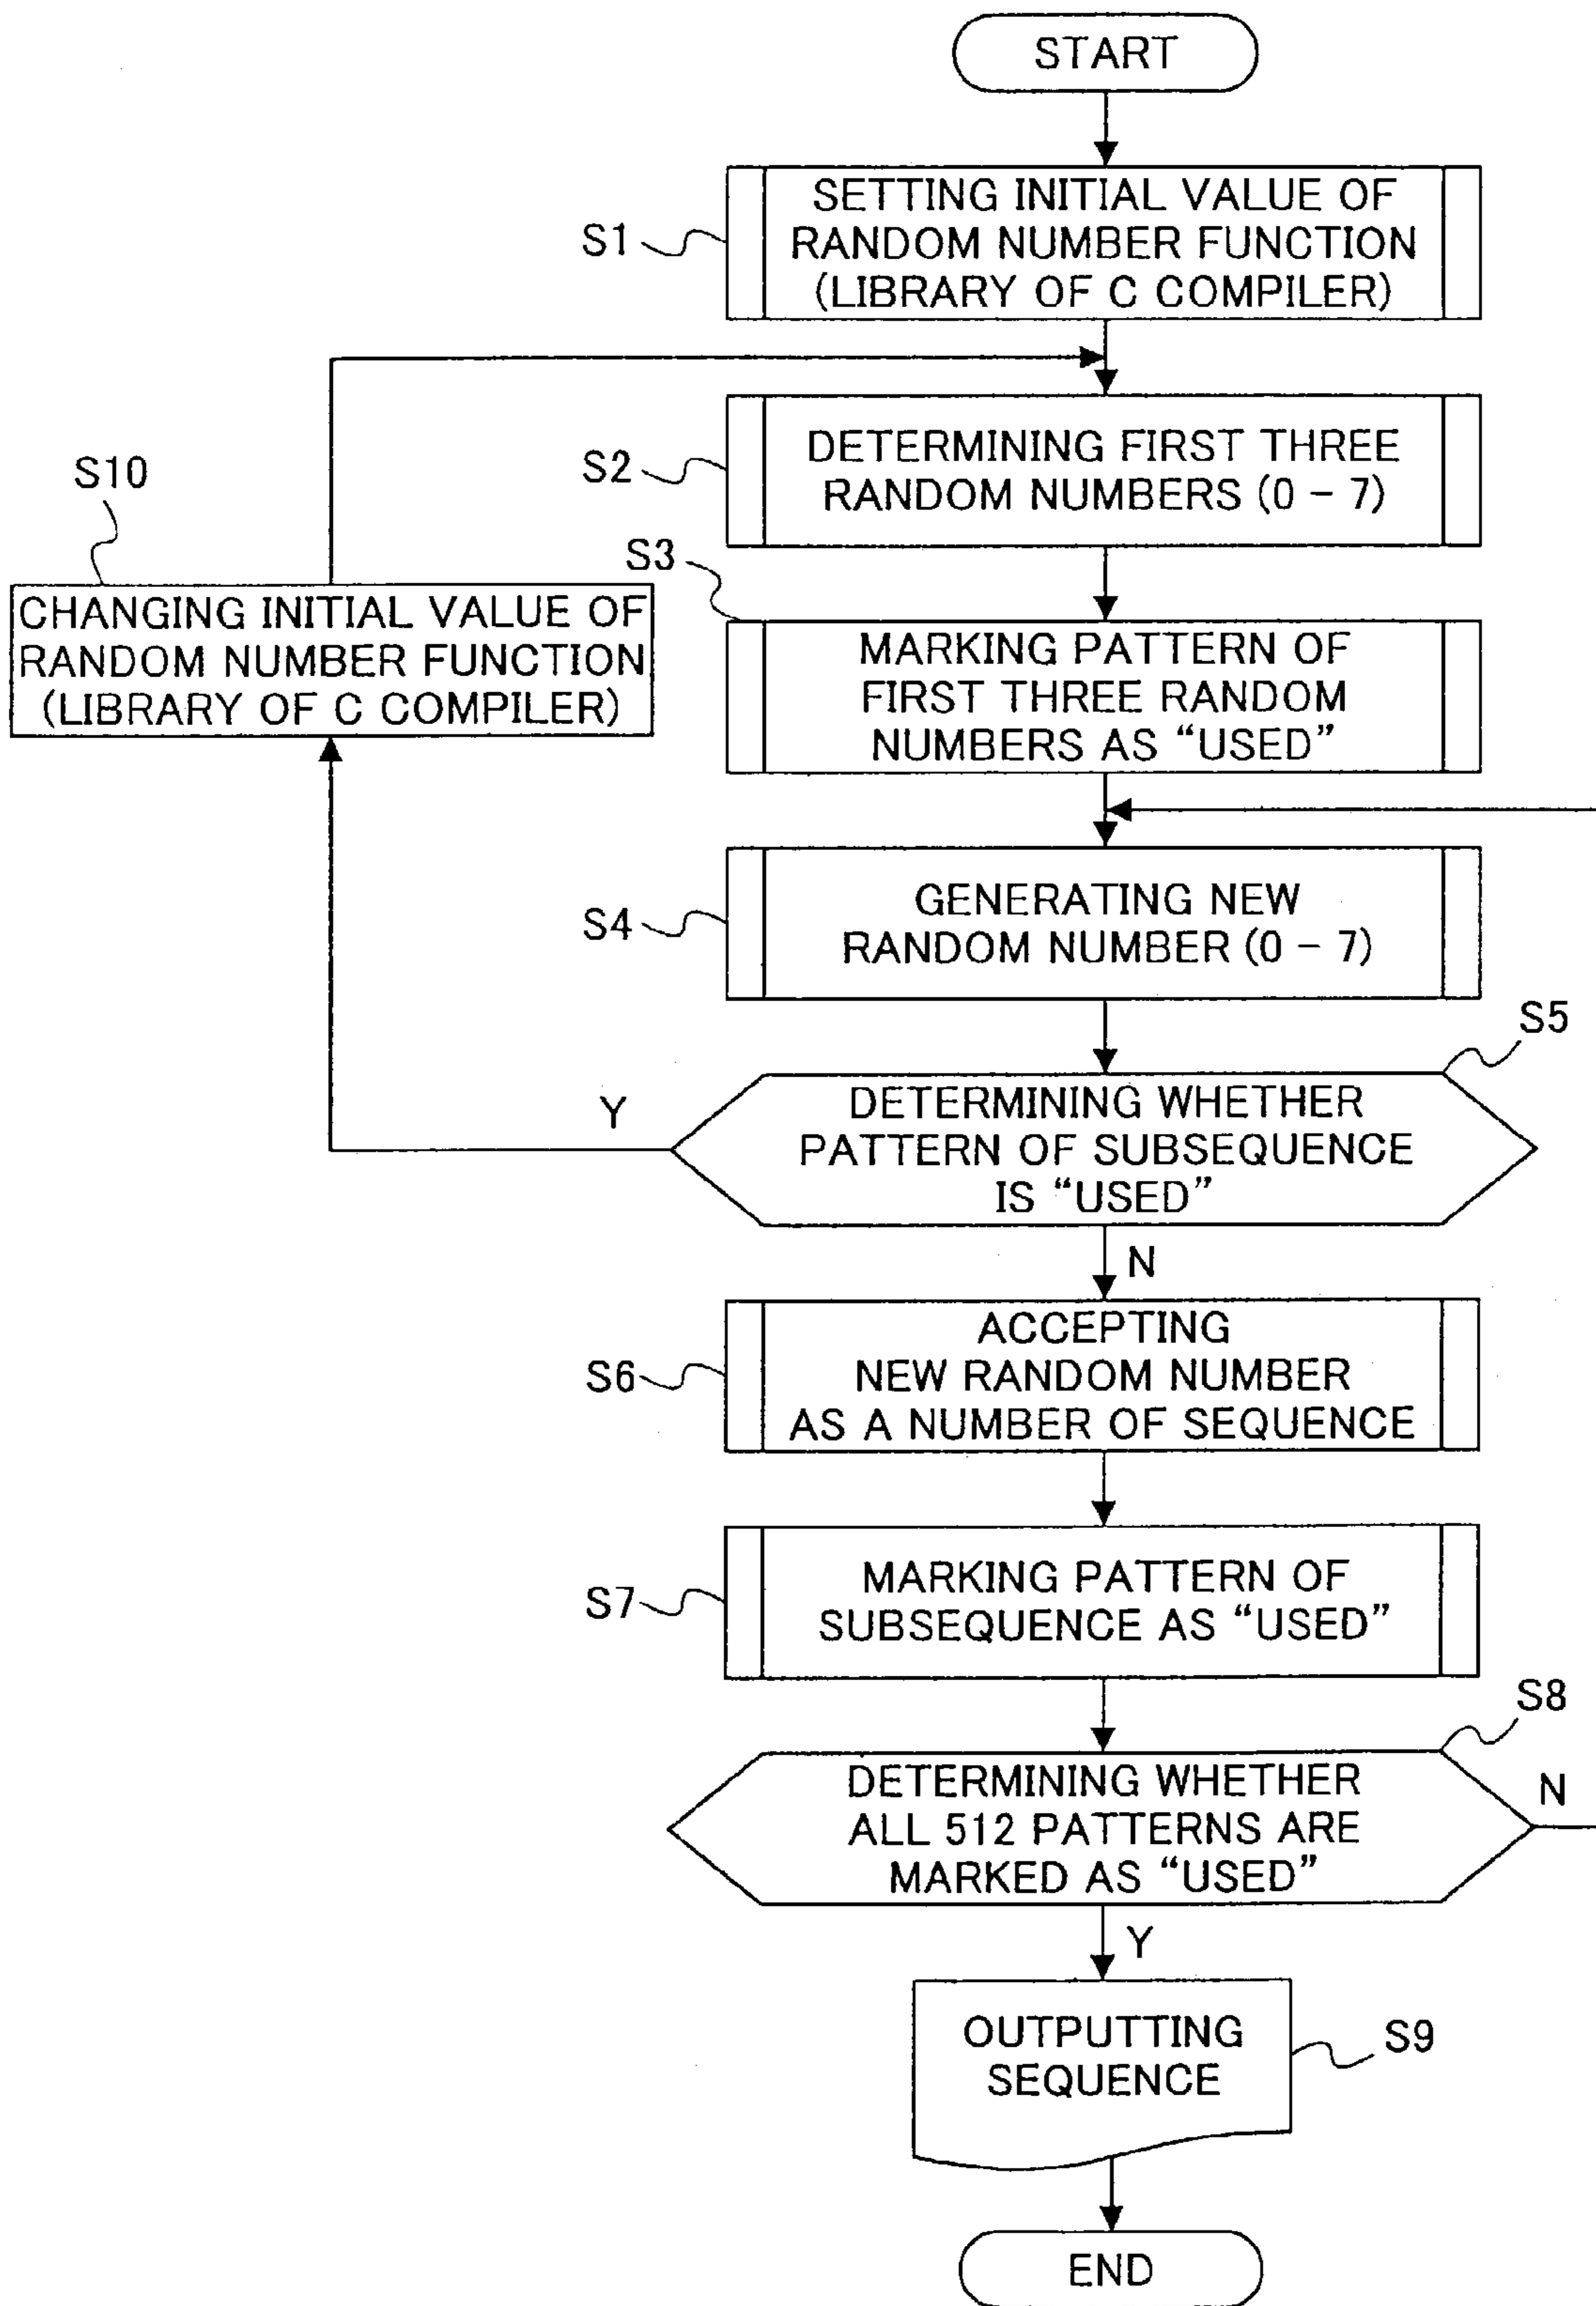 START
S1
SETTING INITIAL VALUE OF
RANDOM NUMBER FUNCTION
(LIBRARY OF C COMPILER)
S2
DETERMINING FIRST THREE
RANDOM NUMBERS (0 – 7)
S10
CHANGING INITIAL VALUE OF
RANDOM NUMBER FUNCTION
(LIBRARY OF C COMPILER)
S3
MARKING PATTERN OF
FIRST THREE RANDOM
NUMBERS AS “USED”
S4
GENERATING NEW
RANDOM NUMBER (0 – 7)
S5
Y
DETERMINING WHETHER
PATTERN OF SUBSEQUENCE
IS “USED”
N
S6
ACCEPTING
NEW RANDOM NUMBER
AS A NUMBER OF SEQUENCE
S7
MARKING PATTERN OF
SUBSEQUENCE AS “USED”
S8
DETERMINING WHETHER
ALL 512 PATTERNS ARE
MARKED AS “USED”
N
Y
OUTPUTTING
SEQUENCE
S9
END